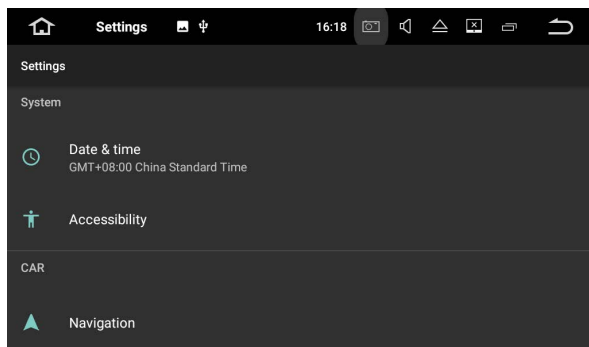 Settings 16:18
Settings
System
Date & time
GMT+08:00 China Standard Time
Accessibility
CAR
Navigation